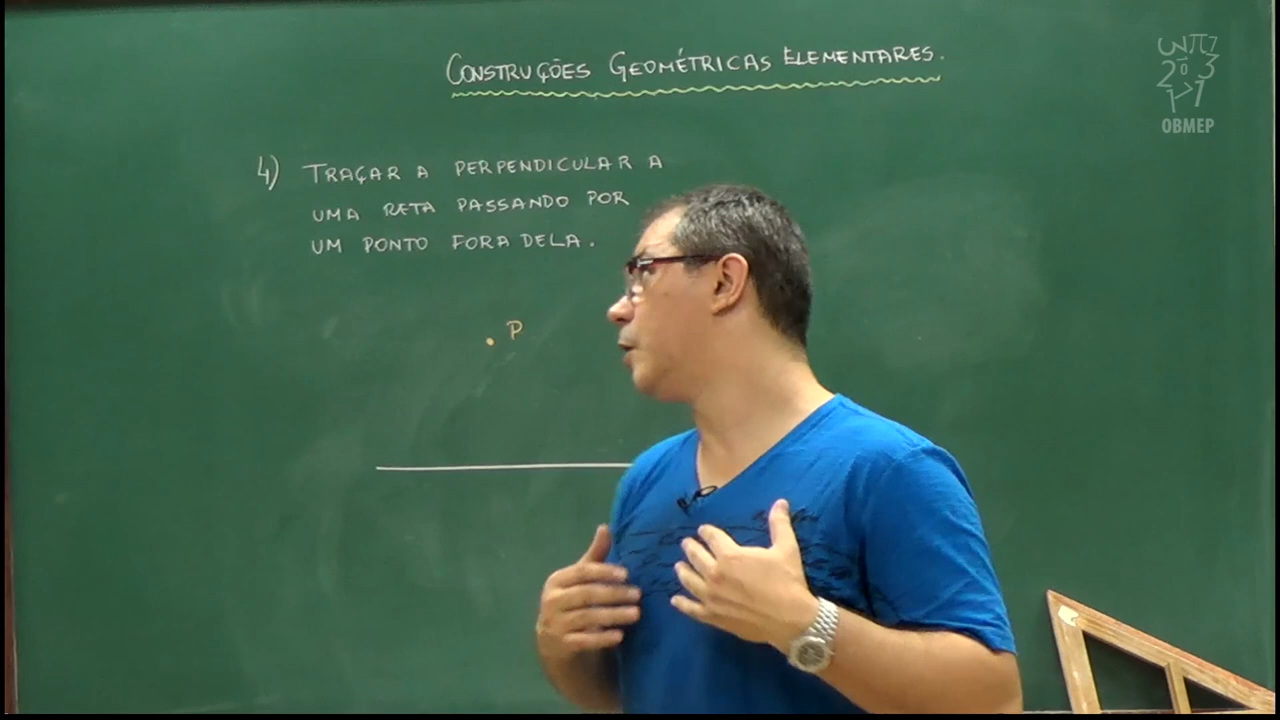 CONSTRUÇÕES GEOMÉTRICAS ELEMENTARES.
4) TRAÇAR A PERPENDICULAR A
UMA RETA PASSANDO POR
UM PONTO FORA DELA.
P
OBMEP